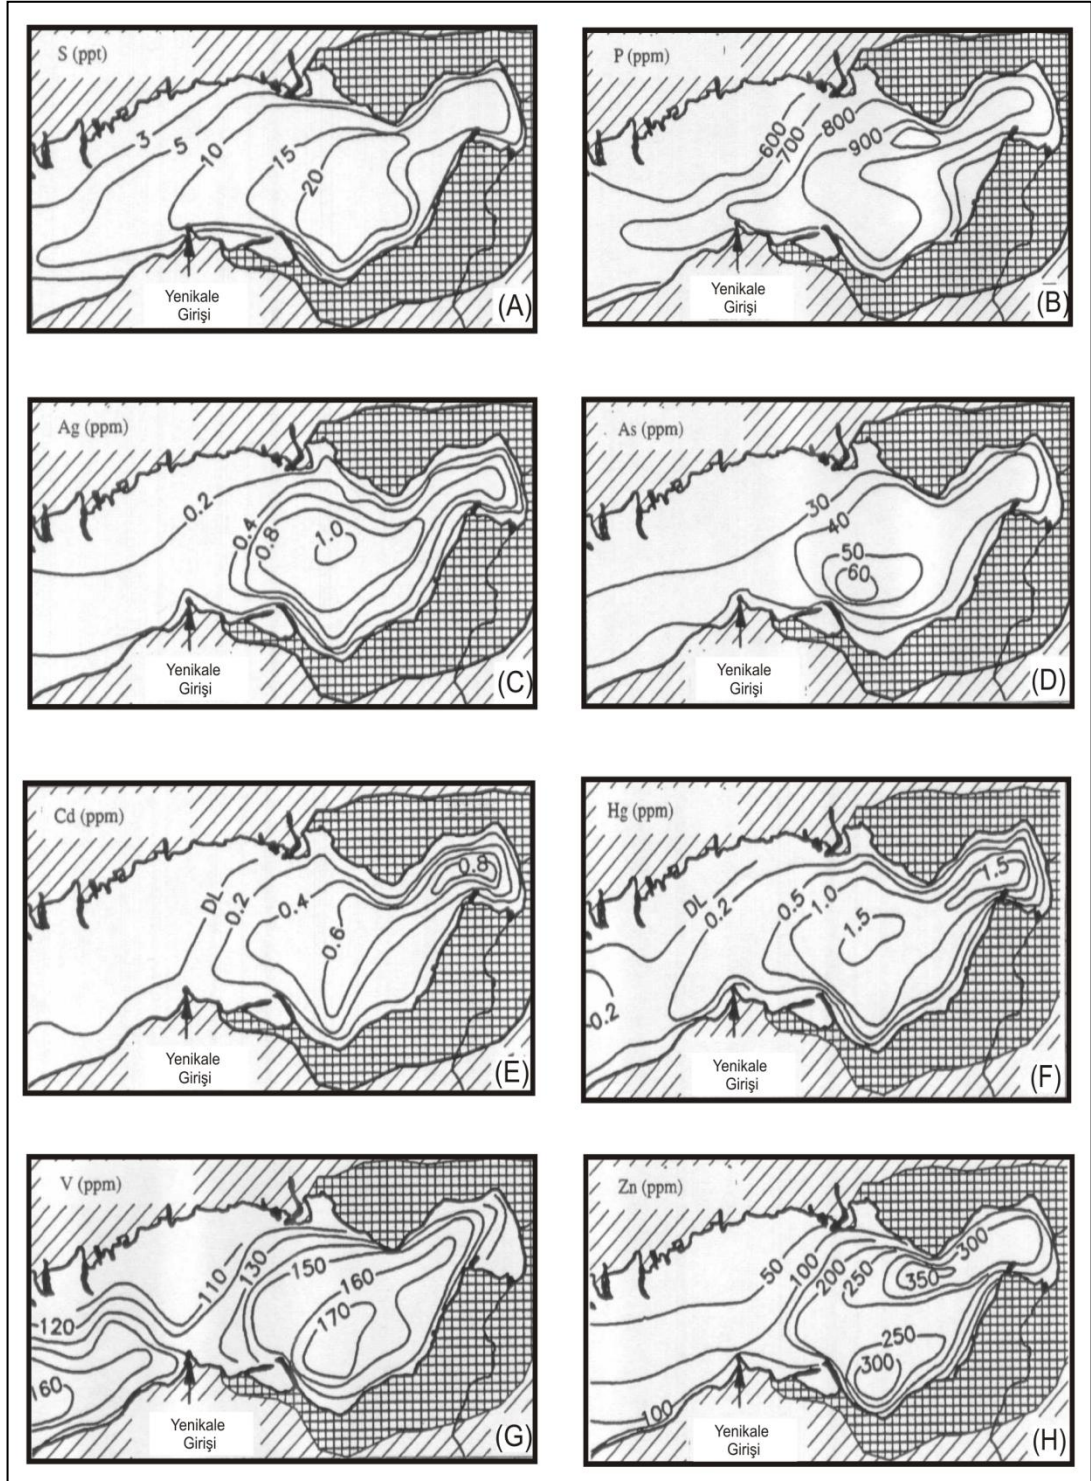 S (ppt)
3
5
10
15
20
Yenikale
Girişi
(A)
P (ppm)
600
700
800
900
Yenikale
Girişi
(B)
Ag (ppm)
0.2
0.4
0.8
1.0
Yenikale
Girişi
(C)
As (ppm)
30
40
50
60
Yenikale
Girişi
(D)
Cd (ppm)
DL
0.2
0.4
0.6
0.8
Yenikale
Girişi
(E)
Hg (ppm)
DL
0.2
0.5
1.0
1.5
1.5
0.2
Yenikale
Girişi
(F)
V (ppm)
110
130
150
160
170
120
160
Yenikale
Girişi
(G)
Zn (ppm)
50
100
200
250
350
300
250
300
100
Yenikale
Girişi
(H)